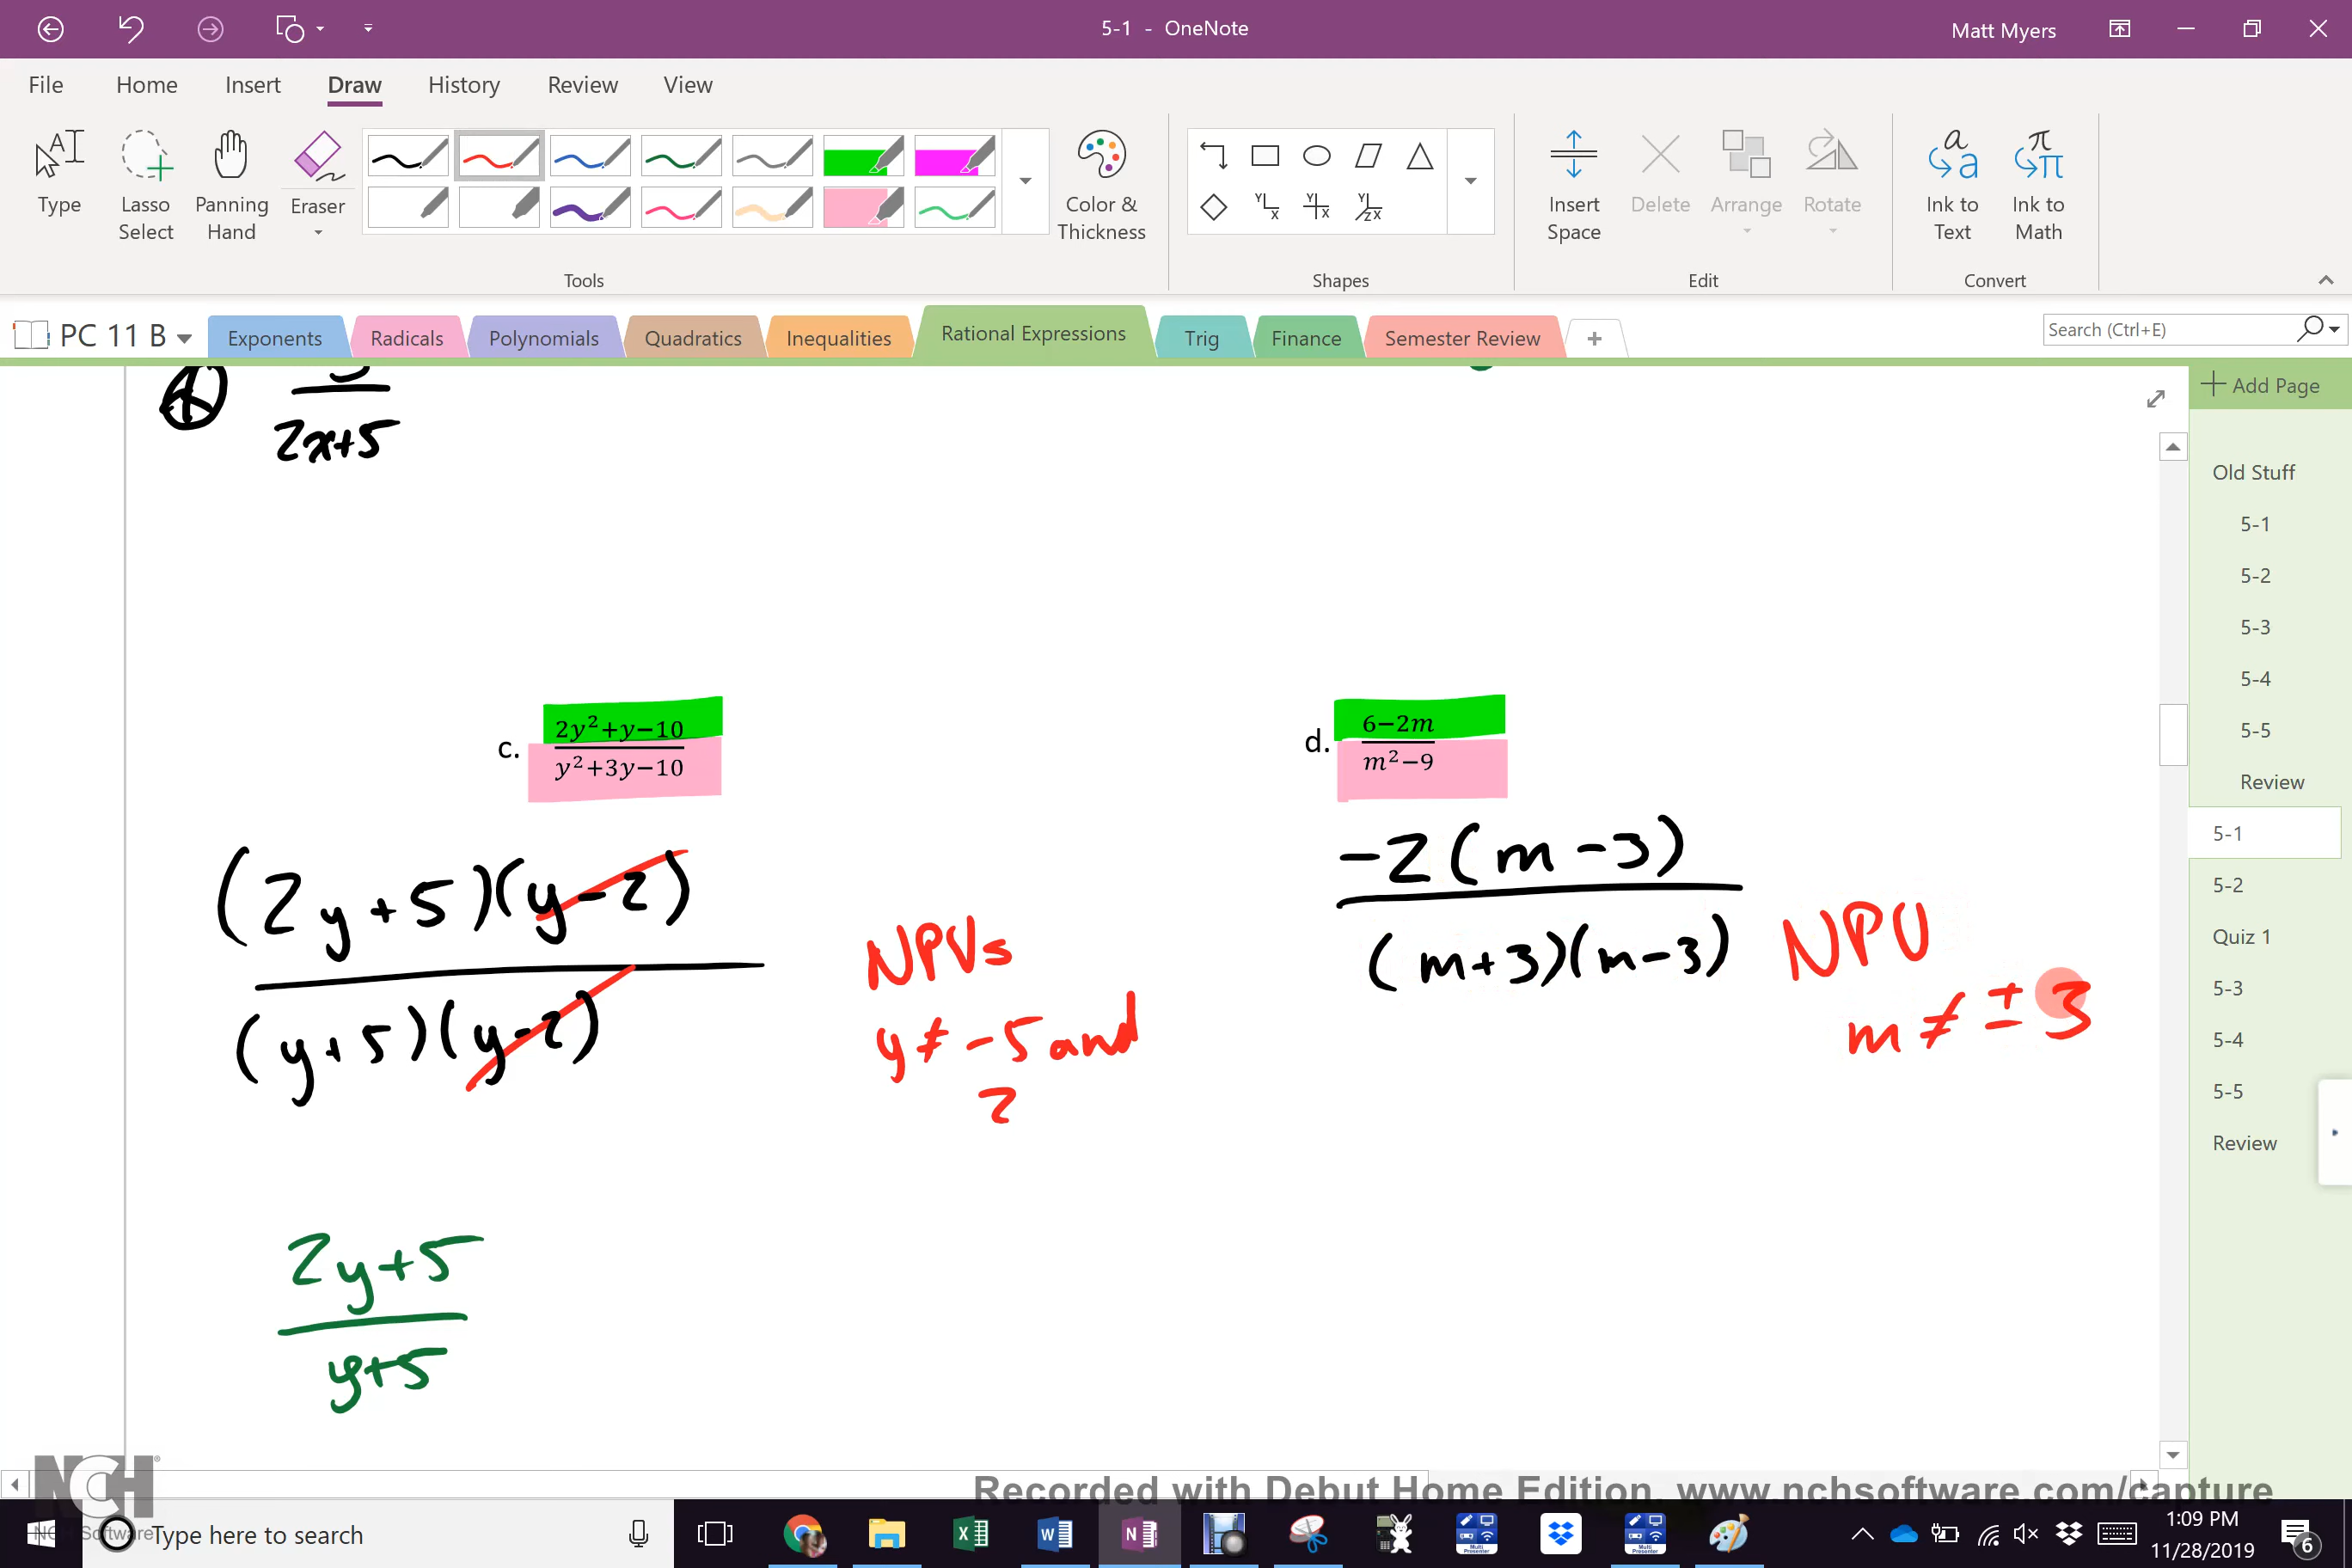 5-1 - OneNote
Matt Myers
File Home Insert Draw History Review View
Type
Lasso Select
Panning Hand
Eraser
Color & Thickness
Insert Space
Delete
Arrange
Rotate
Ink to Text
Ink to Math
Tools
Shapes
Edit
Convert
PC 11 B
Exponents
Radicals
Polynomials
Quadratics
Inequalities
Rational Expressions
Trig
Finance
Semester Review
Search (Ctrl+E)
Add Page
Old Stuff
5-1
5-2
5-3
5-4
5-5
Review
5-1
5-2
Quiz 1
5-3
5-4
5-5
Review
2x+5
c.
2y²+y−10
y²+3y−10
(2y+5)(y-2)
(y+5)(y-2)
NPVs
y≠ -5 and
2
2y+5
y+5
d.
6−2m
m²−9
-2(m-3)
(m+3)(m-3)
NPV
m ≠ ±3
NCH®
NCH Software
Recorded with Debut Home Edition. www.nchsoftware.com/capture
Type here to search
1:09 PM
11/28/2019
6